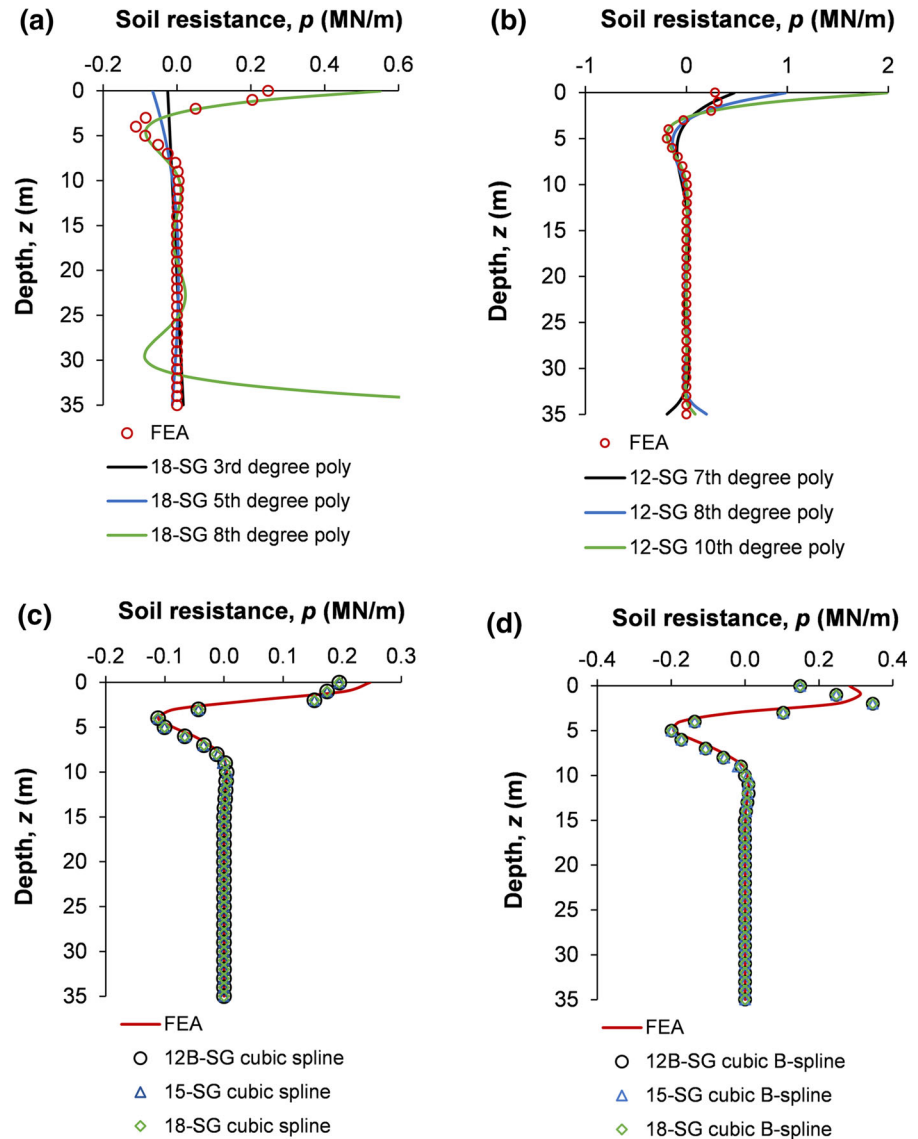 (a)
Soil resistance, p (MN/m)
-0.2 0.0 0.2 0.4 0.6
0
5
10
15
20
25
30
35
Depth, z (m)
FEA
18-SG 3rd degree poly
18-SG 5th degree poly
18-SG 8th degree poly
(b)
Soil resistance, p (MN/m)
-1 0 1 2
0
5
10
15
20
25
30
35
Depth, z (m)
FEA
12-SG 7th degree poly
12-SG 8th degree poly
12-SG 10th degree poly
(c)
Soil resistance, p (MN/m)
-0.2 -0.1 0.0 0.1 0.2 0.3
0
5
10
15
20
25
30
35
Depth, z (m)
FEA
12B-SG cubic spline
15-SG cubic spline
18-SG cubic spline
(d)
Soil resistance, p (MN/m)
-0.4 -0.2 0.0 0.2 0.4
0
5
10
15
20
25
30
35
Depth, z (m)
FEA
12B-SG cubic B-spline
15-SG cubic B-spline
18-SG cubic B-spline